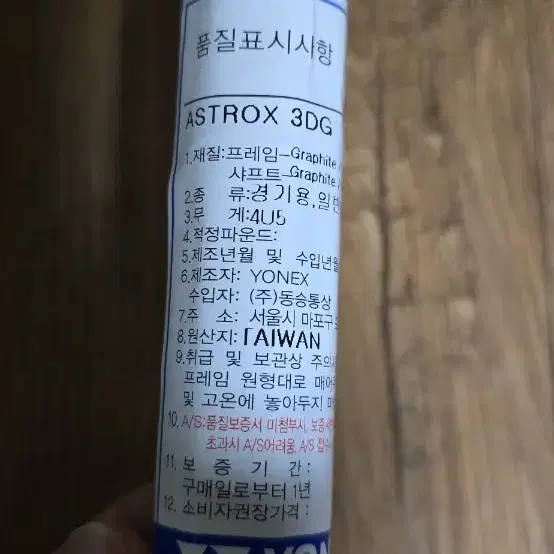 품질표시사항
ASTROX 3DG
1.재질:프레임-Graphite /
샤프트-Graphite /
2.종 류:경기용,일반
3.무 게:4U5
4.적정파운드:
5.제조년월 및 수입년월
6.제조자: YONEX
수입자: (주)동승통상
7.주 소: 서울시 마포구
8.원산지: TAIWAN
9.취급 및 보관상 주의사
프레임 원형대로 매어
및 고온에 놓아두지
10. A/S:품질보증서 미첨부시,
초과시 A/S어려움, A/S 접수
11. 보 증 기 간 :
구매일로부터 1년
12. 소비자권장가격 :